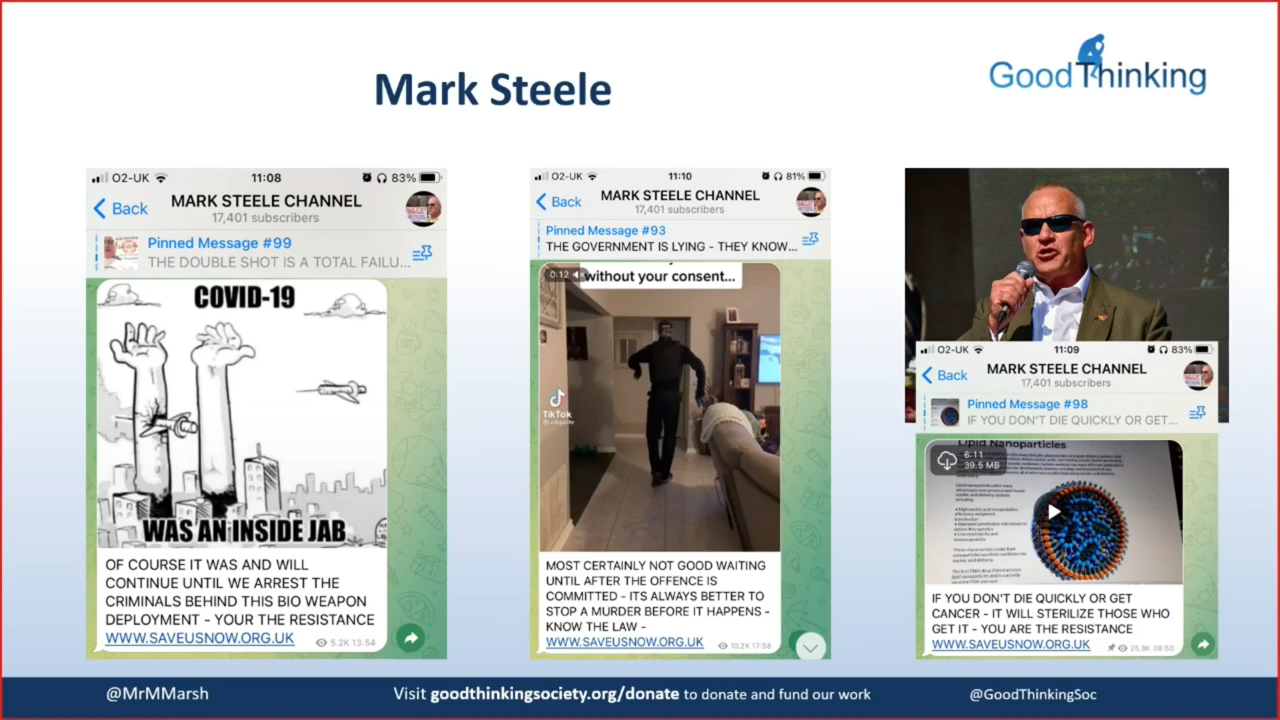 Mark Steele
Good Thinking
O2-UK 11:08 83%
Back
MARK STEELE CHANNEL
17,401 subscribers
Pinned Message #99
THE DOUBLE SHOT IS A TOTAL FAILU...
COVID-19
WAS AN INSIDE JAB
OF COURSE IT WAS AND WILL
CONTINUE UNTIL WE ARREST THE
CRIMINALS BEHIND THIS BIO WEAPON
DEPLOYMENT - YOUR THE RESISTANCE
WWW.SAVEUSNOW.ORG.UK
5.2K 13:54
O2-UK 11:10 81%
Back
MARK STEELE CHANNEL
17,401 subscribers
Pinned Message #93
THE GOVERNMENT IS LYING - THEY KNOW...
0:12
without your consent...
TikTok
MOST CERTAINLY NOT GOOD WAITING
UNTIL AFTER THE OFFENCE IS
COMMITTED - ITS ALWAYS BETTER TO
STOP A MURDER BEFORE IT HAPPENS -
KNOW THE LAW -
WWW.SAVEUSNOW.ORG.UK
10.2K 17:58
O2-UK 11:09 83%
Back
MARK STEELE CHANNEL
17,401 subscribers
Pinned Message #98
IF YOU DON'T DIE QUICKLY OR GET...
Lipid Nanoparticles
6:11
39.5 MB
IF YOU DON'T DIE QUICKLY OR GET
CANCER - IT WILL STERILIZE THOSE WHO
GET IT - YOU ARE THE RESISTANCE
WWW.SAVEUSNOW.ORG.UK
25.8K 08:50
@MrMMarsh
Visit goodthinkingsociety.org/donate to donate and fund our work
@GoodThinkingSoc